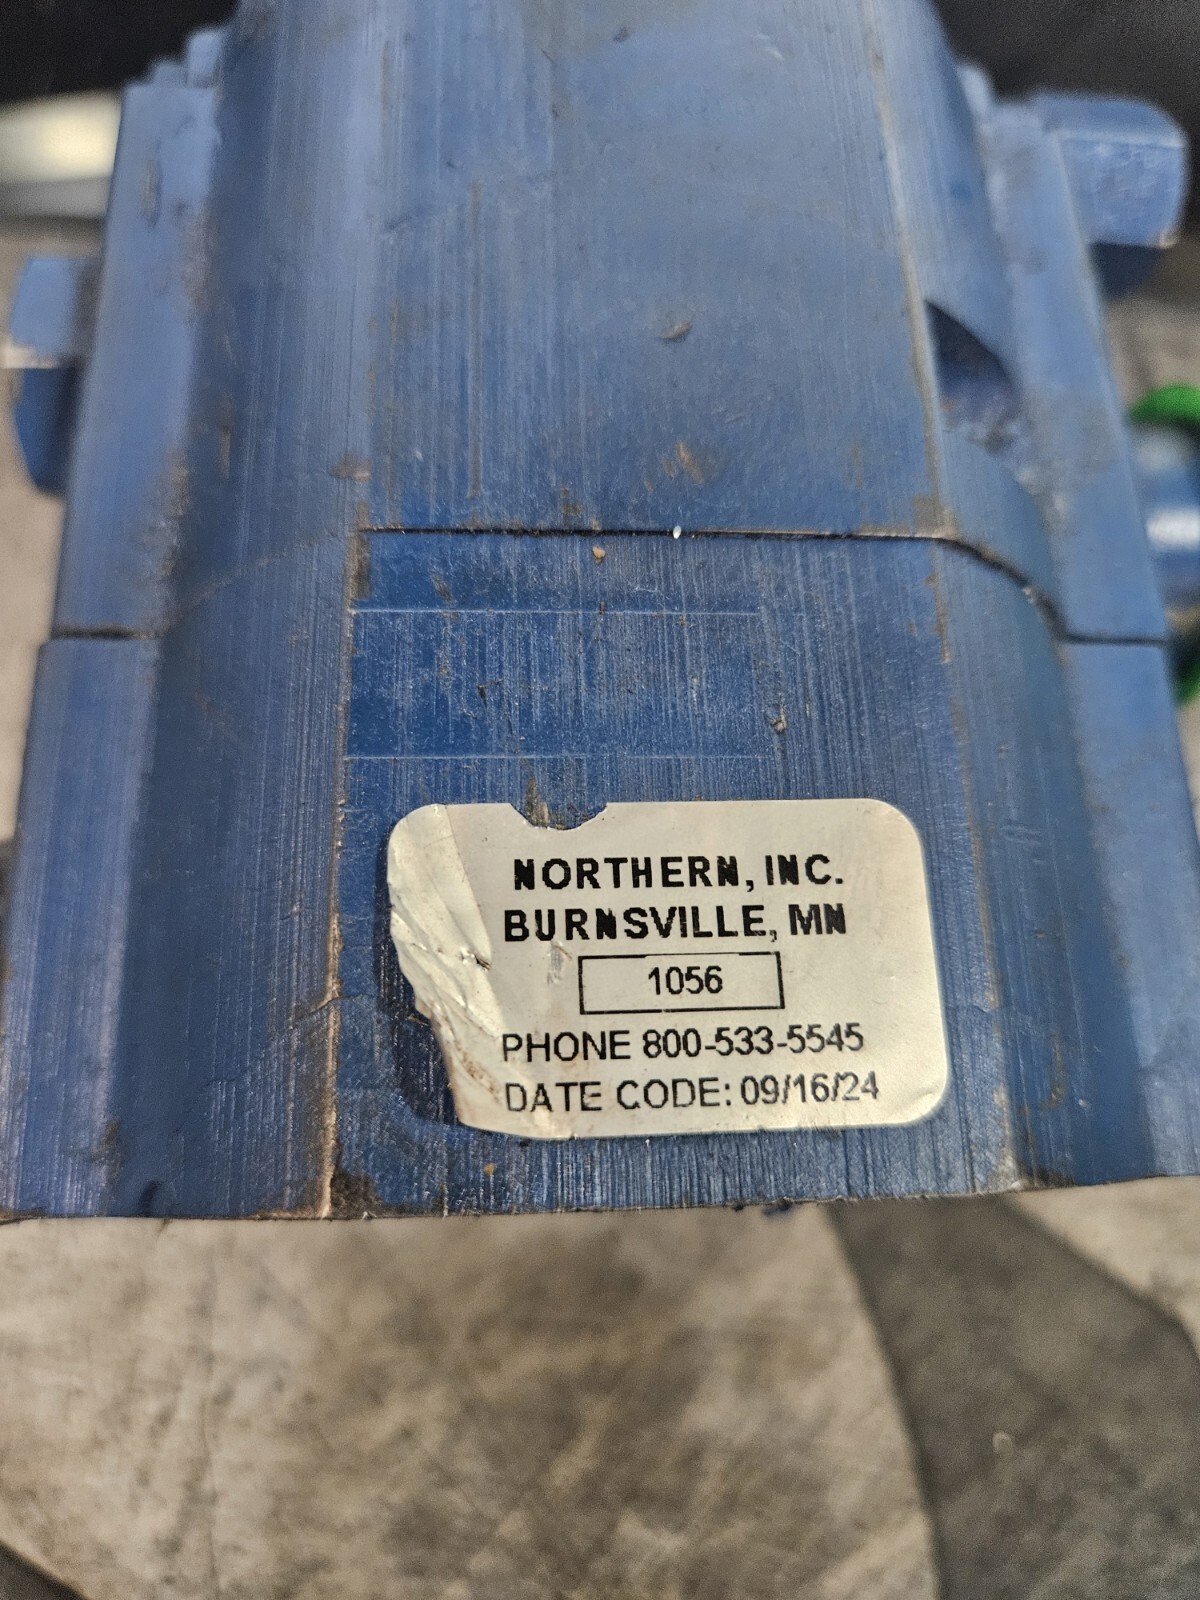 NORTHERN, INC.
BURNSVILLE, MN
1056
PHONE 800-533-5545
DATE CODE: 09/16/24